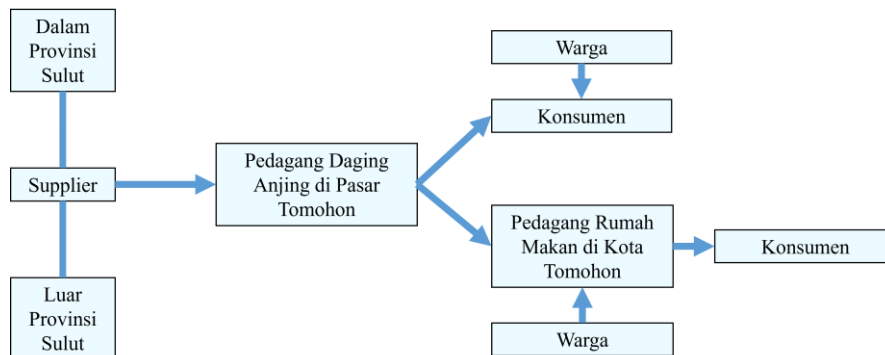 Dalam
Provinsi
Sulut
Supplier
Luar
Provinsi
Sulut
Pedagang Daging
Anjing di Pasar
Tomohon
Warga
Konsumen
Pedagang Rumah
Makan di Kota
Tomohon
Warga
Konsumen